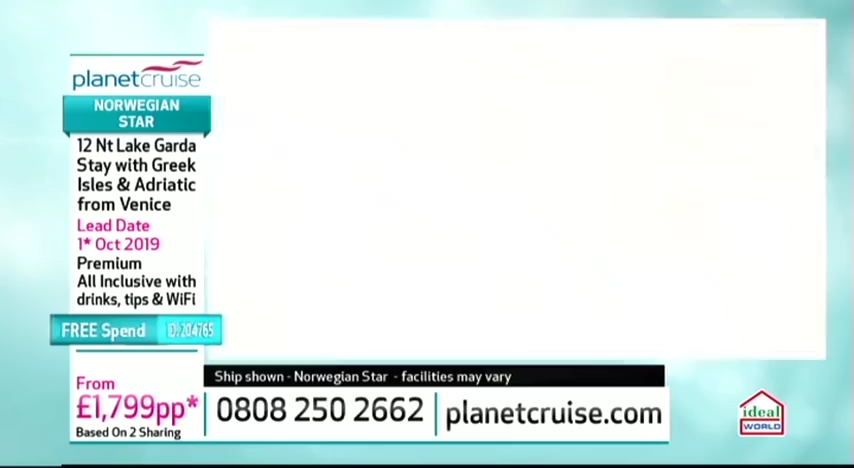 planetcruise
NORWEGIAN
STAR
12 Nt Lake Garda
Stay with Greek
Isles & Adriatic
from Venice
Lead Date
1* Oct 2019
Premium
All Inclusive with
drinks, tips & WiFi
FREE Spend ID:204765
From
£1,799pp*
Based On 2 Sharing
Ship shown - Norwegian Star - facilities may vary
0808 250 2662
planetcruise.com
ideal
WORLD